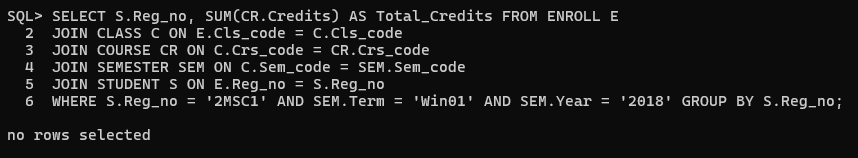 SQL> SELECT S.Reg_no, SUM(CR.Credits) AS Total_Credits FROM ENROLL E
  2  JOIN CLASS C ON E.Cls_code = C.Cls_code
  3  JOIN COURSE CR ON C.Crs_code = CR.Crs_code
  4  JOIN SEMESTER SEM ON C.Sem_code = SEM.Sem_code
  5  JOIN STUDENT S ON E.Reg_no = S.Reg_no
  6  WHERE S.Reg_no = '2MSC1' AND SEM.Term = 'Win01' AND SEM.Year = '2018' GROUP BY S.Reg_no;
no rows selected